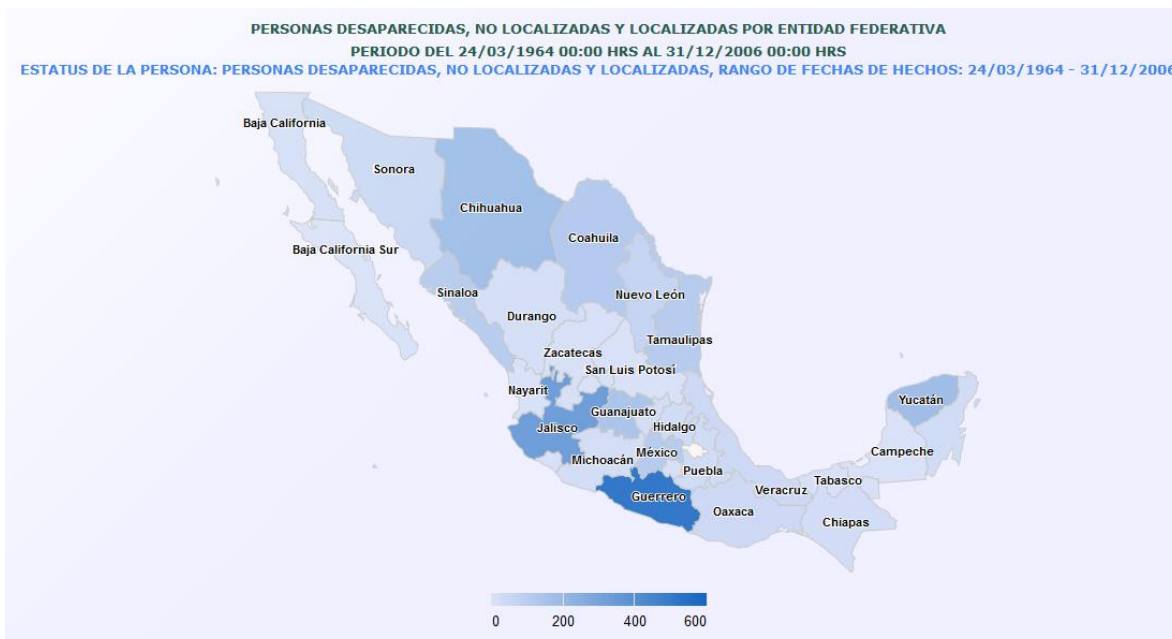 PERSONAS DESAPARECIDAS, NO LOCALIZADAS Y LOCALIZADAS POR ENTIDAD FEDERATIVA
PERIODO DEL 24/03/1964 00:00 HRS AL 31/12/2006 00:00 HRS
ESTATUS DE LA PERSONA: PERSONAS DESAPARECIDAS, NO LOCALIZADAS Y LOCALIZADAS, RANGO DE FECHAS DE HECHOS: 24/03/1964 - 31/12/2006
Baja California
Sonora
Chihuahua
Coahuila
Baja California Sur
Sinaloa
Nuevo León
Durango
Tamaulipas
Zacatecas
San Luis Potosí
Nayarit
Yucatán
Guanajuato
Jalisco
Hidalgo
Campeche
México
Michoacán
Puebla
Tabasco
Veracruz
Guerrero
Oaxaca
Chiapas
0 200 400 600